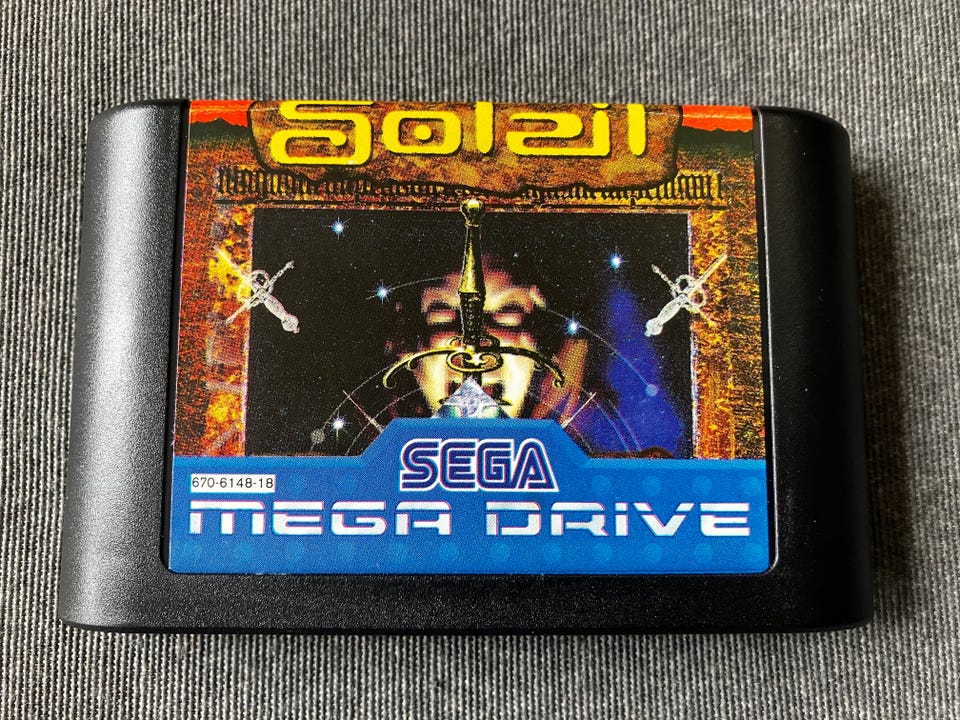 Soleil
SEGA
670-6148-18
MEGA DRIVE